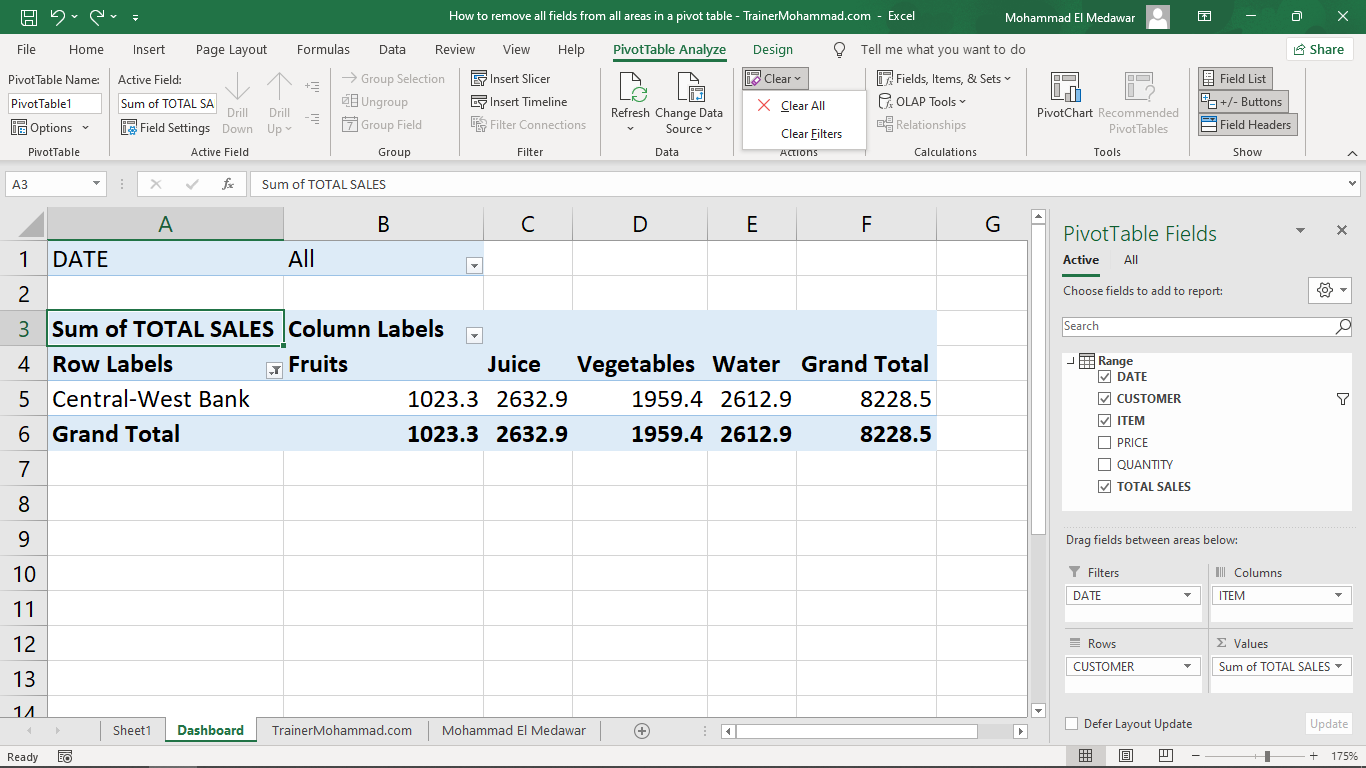 How to remove all fields from all areas in a pivot table - TrainerMohammad.com - Excel
Mohammad El Medawar
File Home Insert Page Layout Formulas Data Review View Help PivotTable Analyze Design Tell me what you want to do Share
PivotTable Name:
PivotTable1
Options
PivotTable
Active Field:
Sum of TOTAL SA
Field Settings
Drill Down
Drill Up
Active Field
Group Selection
Ungroup
Group Field
Group
Insert Slicer
Insert Timeline
Filter Connections
Filter
Refresh
Change Data Source
Data
Clear
Clear All
Clear Filters
Actions
Fields, Items, & Sets
OLAP Tools
Relationships
Calculations
PivotChart
Recommended PivotTables
Tools
Field List
+/- Buttons
Field Headers
Show
A3
fx
Sum of TOTAL SALES
A B C D E F G
1 DATE All
2
3 Sum of TOTAL SALES Column Labels
4 Row Labels Fruits Juice Vegetables Water Grand Total
5 Central-West Bank 1023.3 2632.9 1959.4 2612.9 8228.5
6 Grand Total 1023.3 2632.9 1959.4 2612.9 8228.5
7
8
9
10
11
12
13
14
PivotTable Fields
Active All
Choose fields to add to report:
Search
Range
DATE
CUSTOMER
ITEM
PRICE
QUANTITY
TOTAL SALES
Drag fields between areas below:
Filters
DATE
Columns
ITEM
Rows
CUSTOMER
Σ Values
Sum of TOTAL SALES
Defer Layout Update
Update
Sheet1 Dashboard TrainerMohammad.com Mohammad El Medawar
Ready
175%